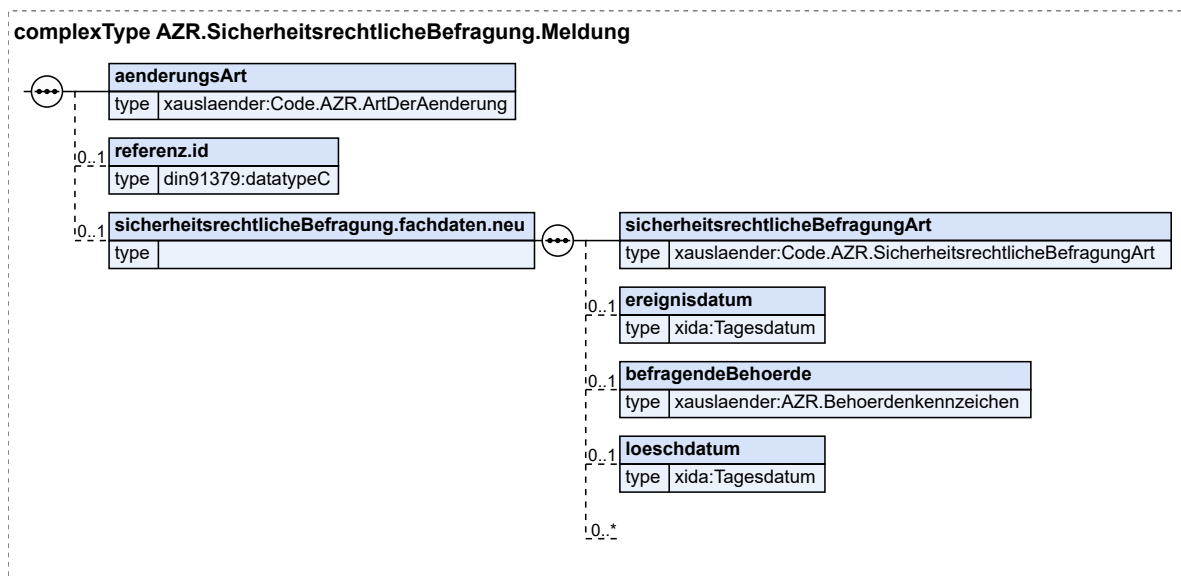 complexType AZR.SicherheitsrechtlicheBefragung.Meldung
aenderungsArt
type xauslaender:Code.AZR.ArtDerAenderung
0..1 referenz.id
type din91379:datatypeC
0..1 sicherheitsrechtlicheBefragung.fachdaten.neu
type
sicherheitsrechtlicheBefragungArt
type xauslaender:Code.AZR.SicherheitsrechtlicheBefragungArt
0..1 ereignisdatum
type xida:Tagesdatum
0..1 befragendeBehoerde
type xauslaender:AZR.Behoerdenkennzeichen
0..1 loeschdatum
type xida:Tagesdatum
0..*